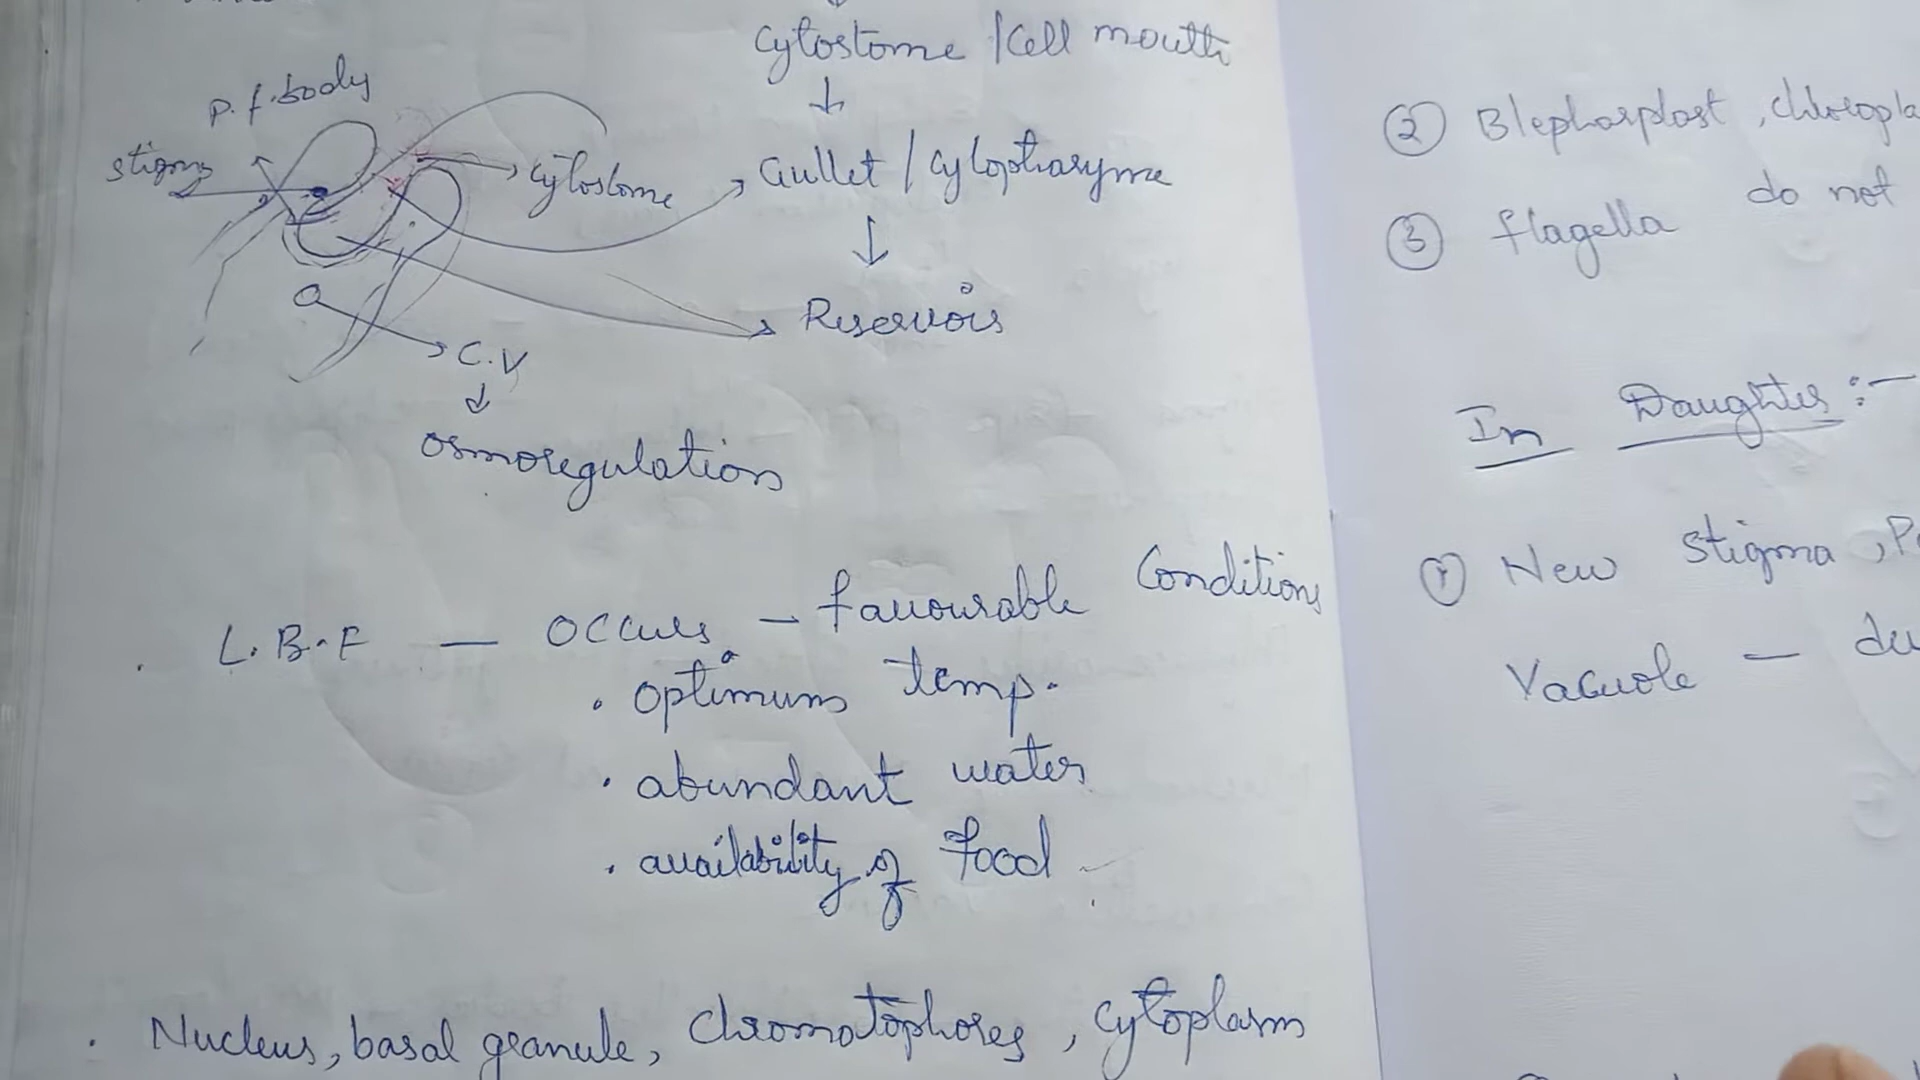 Cytostome / Cell mouth
P.f.body
stigma
Cytostome
Gullet / Cytopharynx
Reservoir
C.V
Osmoregulation
L.B.F — Occurs – favourable Conditions
. optimum temp.
. abundant water
. availability of food
. Nucleus, basal granule, Chromatophores, Cytoplasm
② Blepharplast, chloropla
do not
③ flagella
In Daughter :-
① New stigma, P
Vacuole — du